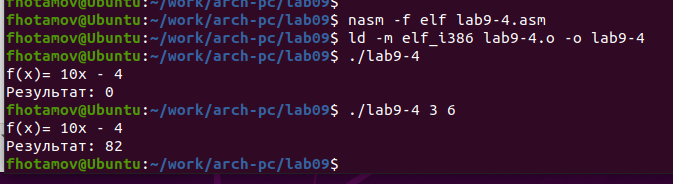 fhotamov@Ubuntu:~/work/arch-pc/lab09$ nasm -f elf lab9-4.asm
fhotamov@Ubuntu:~/work/arch-pc/lab09$ ld -m elf_i386 lab9-4.o -o lab9-4
fhotamov@Ubuntu:~/work/arch-pc/lab09$ ./lab9-4
f(x)= 10x - 4
Результат: 0
fhotamov@Ubuntu:~/work/arch-pc/lab09$ ./lab9-4 3 6
f(x)= 10x - 4
Результат: 82
fhotamov@Ubuntu:~/work/arch-pc/lab09$